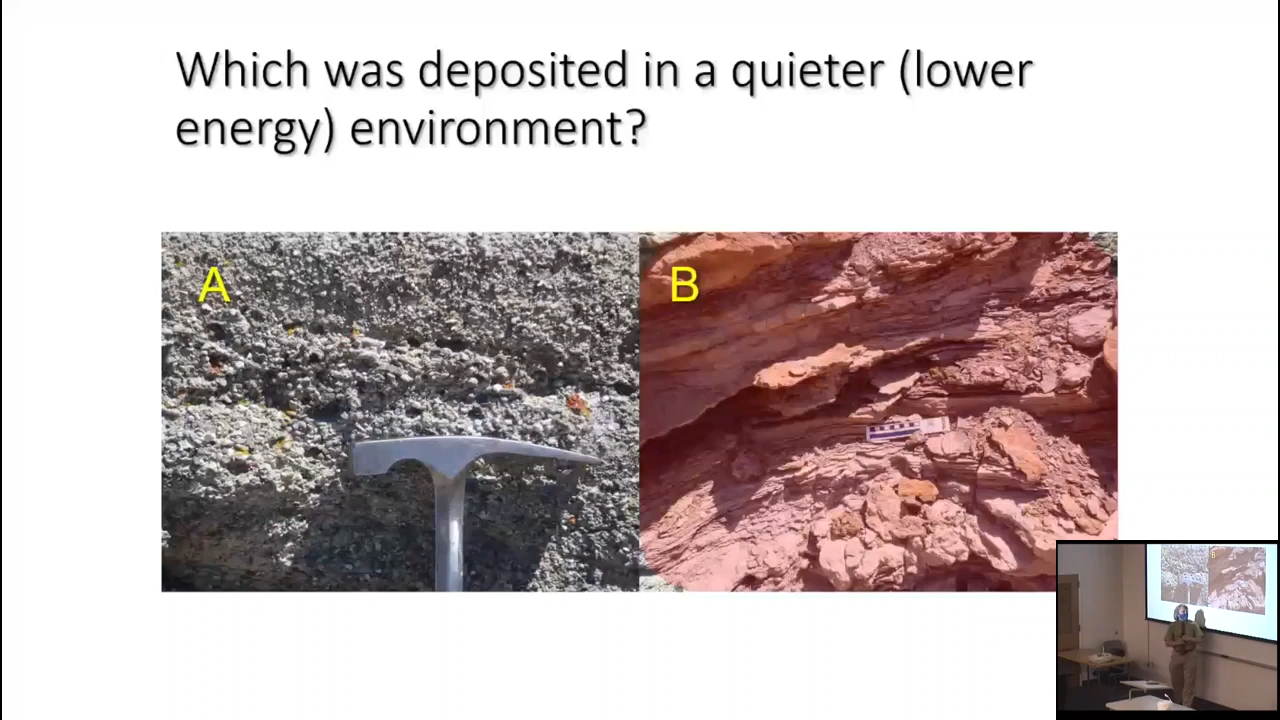 Which was deposited in a quieter (lower
energy) environment?
A
B